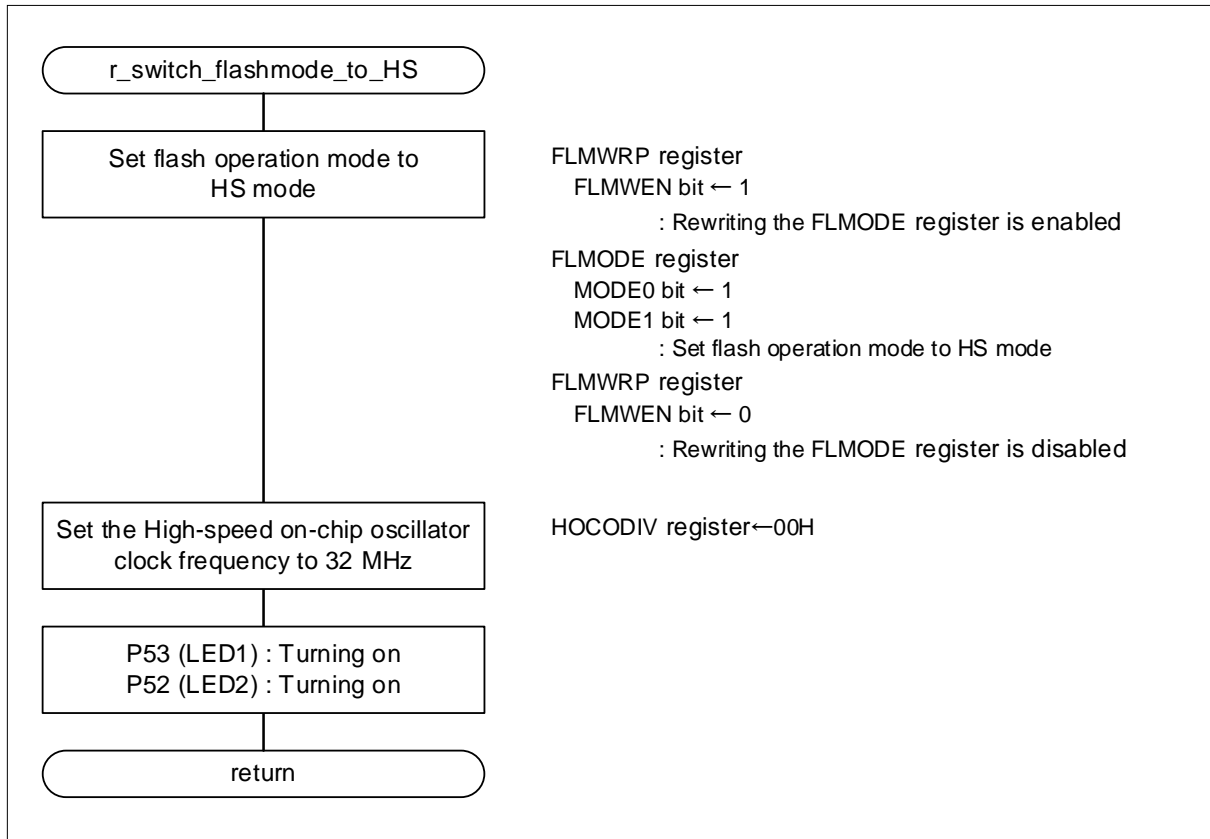 r_switch_flashmode_to_HS
Set flash operation mode to
HS mode
FLMWRP register
FLMWEN bit ← 1
: Rewriting the FLMODE register is enabled
FLMODE register
MODE0 bit ← 1
MODE1 bit ← 1
: Set flash operation mode to HS mode
FLMWRP register
FLMWEN bit ← 0
: Rewriting the FLMODE register is disabled
Set the High-speed on-chip oscillator
clock frequency to 32 MHz
HOCODIV register←00H
P53 (LED1) : Turning on
P52 (LED2) : Turning on
return